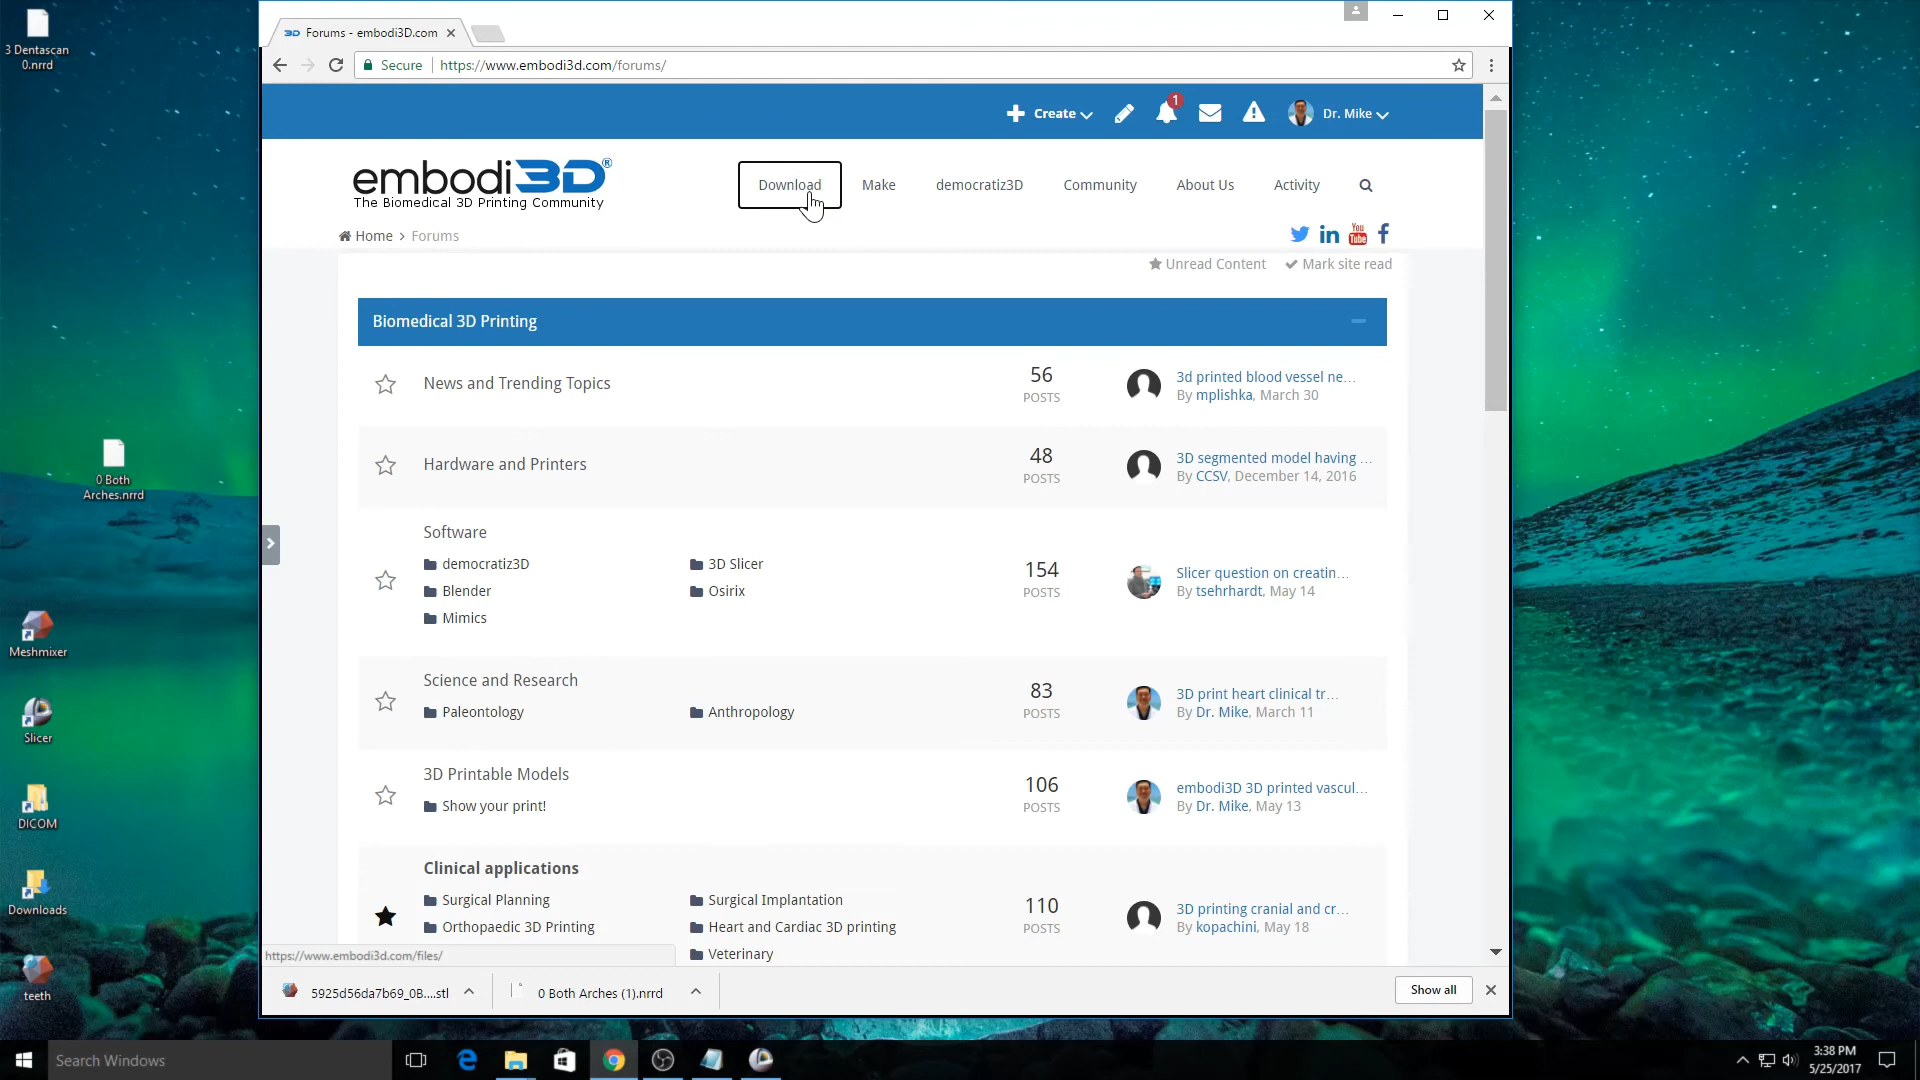 3 Dentascan
0.nrrd
0 Both
Arches.nrrd
Meshmixer
Slicer
DICOM
Downloads
teeth
3D Forums - embodi3D.com
Secure https://www.embodi3d.com/forums/
Create 1 Dr. Mike
embodi3D®
The Biomedical 3D Printing Community
Download Make democratiz3D Community About Us Activity
Home > Forums
You
Tube
Unread Content Mark site read
Biomedical 3D Printing
News and Trending Topics
56
POSTS
3d printed blood vessel ne...
By mplishka, March 30
Hardware and Printers
48
POSTS
3D segmented model having ...
By CCSV, December 14, 2016
Software
democratiz3D 3D Slicer
Blender Osirix
Mimics
154
POSTS
Slicer question on creatin...
By tsehrhardt, May 14
Science and Research
Paleontology Anthropology
83
POSTS
3D print heart clinical tr...
By Dr. Mike, March 11
3D Printable Models
Show your print!
106
POSTS
embodi3D 3D printed vascul...
By Dr. Mike, May 13
Clinical applications
Surgical Planning Surgical Implantation
Orthopaedic 3D Printing Heart and Cardiac 3D printing
Veterinary
110
POSTS
3D printing cranial and cr...
By kopachini, May 18
https://www.embodi3d.com/files/
5925d56da7b69_0B....stl 0 Both Arches (1).nrrd Show all
Search Windows
3:38 PM
5/25/2017